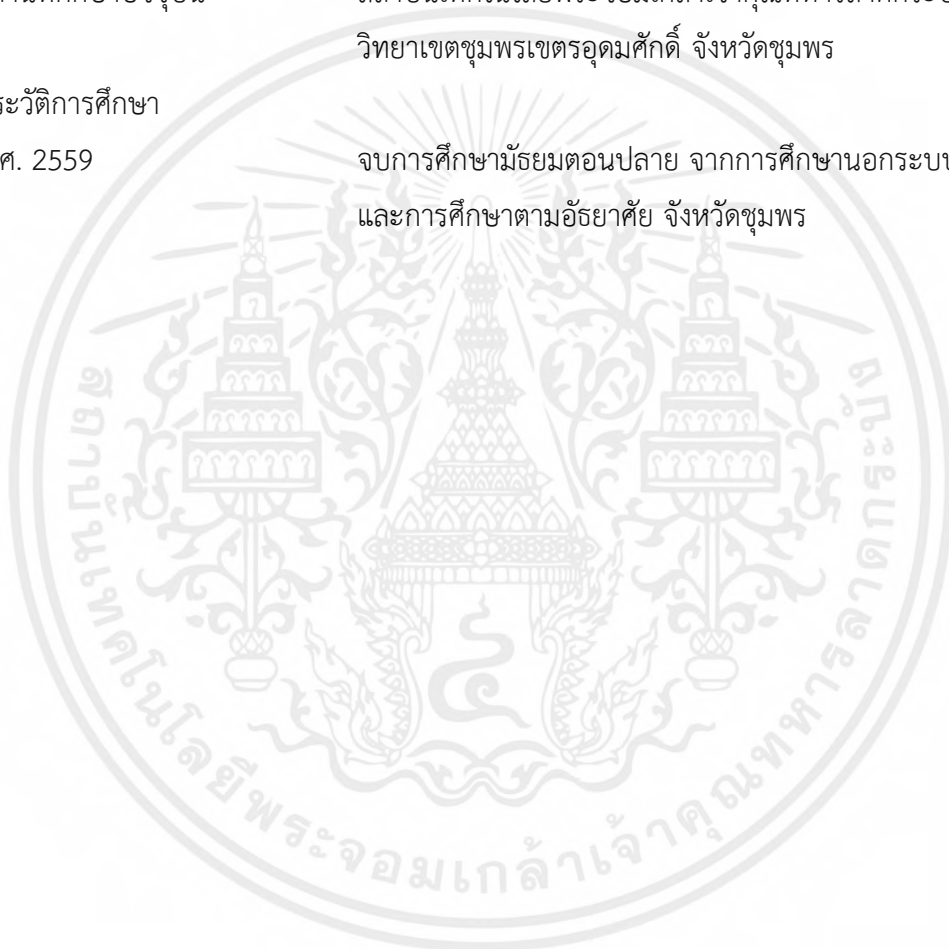 วิทยาเขตชุมพรเขตรอุดมศักดิ์ จังหวัดชุมพร
ระวัติการศึกษา
ศ. 2559 จบการศึกษามัธยมตอนปลาย จากการศึกษานอกระบบ
และการศึกษาตามอัธยาศัย จังหวัดชุมพร
สถาบันเทคโนโลยีพระจอมเกล้าเจ้าคุณทหารลาดกระบัง